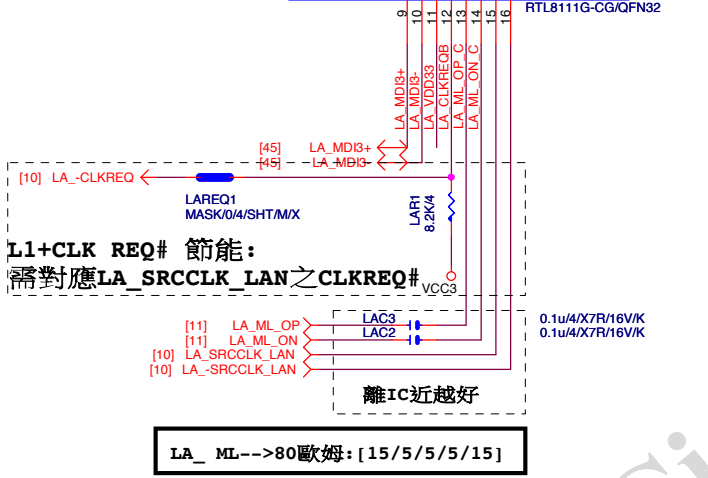 RTL8111G-CG/QFN32
9
10
11
12
13
14
15
16
LA_MDI3+
LA_MDI3-
LA_VDD33
LA_CLKREQB
LA_ML_OP_C
LA_ML_ON_C
[45] LA_MDI3+
[45] LA_MDI3-
[10] LA_-CLKREQ
LAREQ1
MASK/0/4/SHT/M/X
LAR1
8.2K/4
L1+CLK REQ# 節能:
需對應LA_SRCCLK_LAN之CLKREQ#
VCC3
[11] LA_ML_OP
[11] LA_ML_ON
[10] LA_SRCCLK_LAN
[10] LA_-SRCCLK_LAN
LAC3
LAC2
0.1u/4/X7R/16V/K
0.1u/4/X7R/16V/K
離IC近越好
LA_ ML-->80歐姆:[15/5/5/5/15]